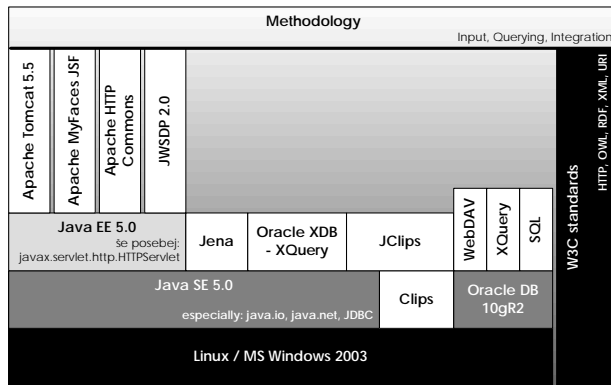 Methodology
Input, Querying, Integration
Apache Tomcat 5.5
Apache MyFaces JSF
Apache HTTP
Commons
JWSDP 2.0
HTTP, OWL, RDF, XML, URI
W3C standards
Java EE 5.0
še posebej:
javax.servlet.http.HTTPServlet
Jena
Oracle XDB
- XQuery
JClips
WebDAV
XQuery
SQL
Java SE 5.0
especially: java.io, java.net, JDBC
Clips
Oracle DB
10gR2
Linux / MS Windows 2003